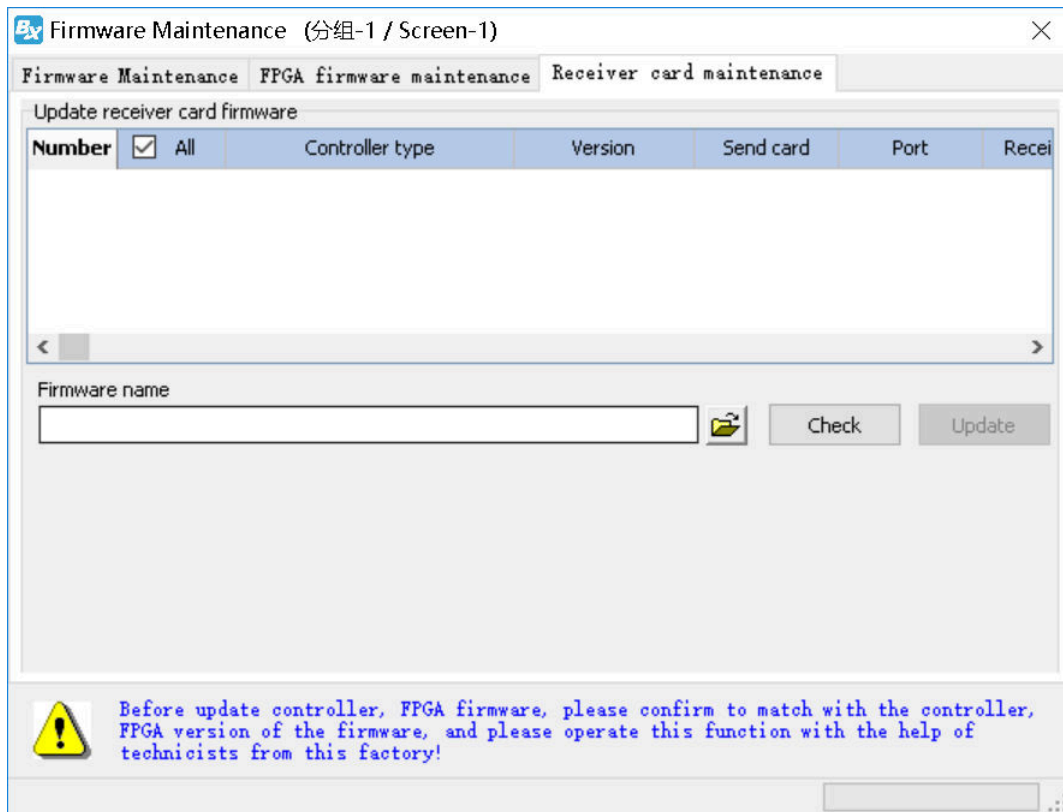 BX Firmware Maintenance (分组-1 / Screen-1)
Firmware Maintenance FPGA firmware maintenance Receiver card maintenance
Update receiver card firmware
Number All Controller type Version Send card Port Recei
Firmware name
Check Update
Before update controller, FPGA firmware, please confirm to match with the controller,
FPGA version of the firmware, and please operate this function with the help of
technicists from this factory!